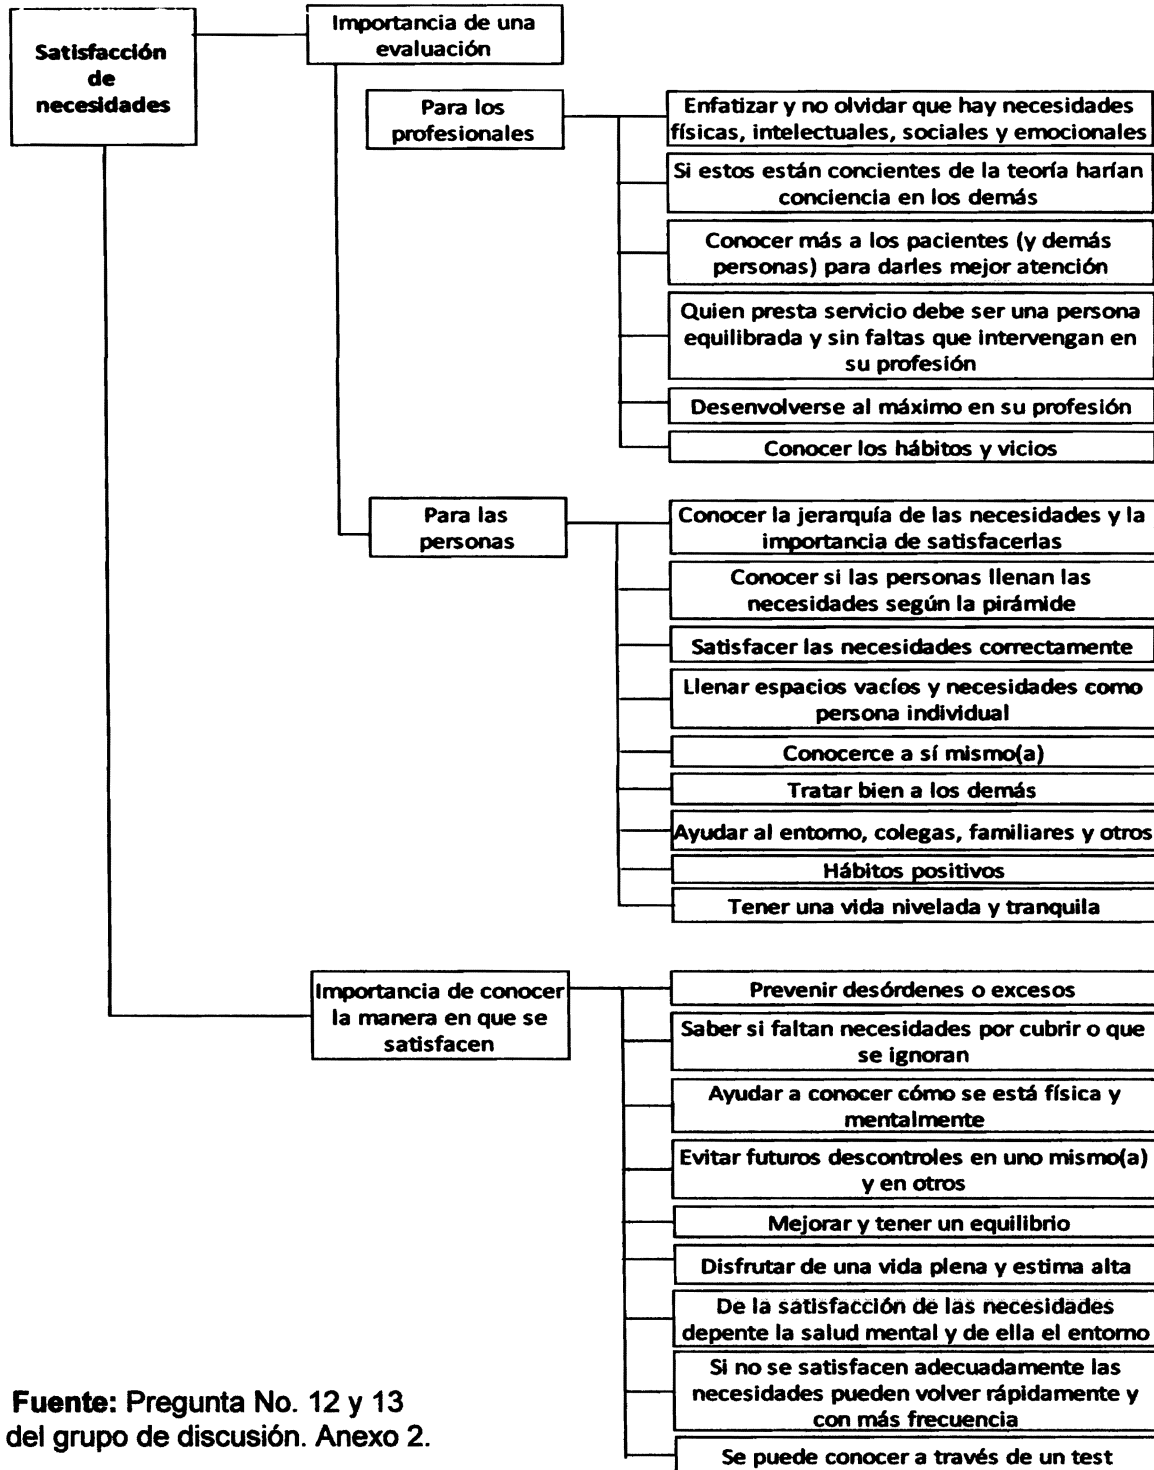 Satisfacción
de
necesidades
Importancia de una
evaluación
Para los
profesionales
Enfatizar y no olvidar que hay necesidades
físicas, intelectuales, sociales y emocionales
Si estos están concientes de la teoría harían
conciencia en los demás
Conocer más a los pacientes (y demás
personas) para darles mejor atención
Quien presta servicio debe ser una persona
equilibrada y sin faltas que intervengan en
su profesión
Desenvolverse al máximo en su profesión
Conocer los hábitos y vicios
Para las
personas
Conocer la jerarquía de las necesidades y la
importancia de satisfacerlas
Conocer si las personas llenan las
necesidades según la pirámide
Satisfacer las necesidades correctamente
Llenar espacios vacíos y necesidades como
persona individual
Conocerce a sí mismo(a)
Tratar bien a los demás
Ayudar al entorno, colegas, familiares y otros
Hábitos positivos
Tener una vida nivelada y tranquila
Importancia de conocer
la manera en que se
satisfacen
Prevenir desórdenes o excesos
Saber si faltan necesidades por cubrir o que
se ignoran
Ayudar a conocer cómo se está física y
mentalmente
Evitar futuros descontroles en uno mismo(a)
y en otros
Mejorar y tener un equilibrio
Disfrutar de una vida plena y estima alta
De la satisfacción de las necesidades
depente la salud mental y de ella el entorno
Si no se satisfacen adecuadamente las
necesidades pueden volver rápidamente y
con más frecuencia
Se puede conocer a través de un test
Fuente: Pregunta No. 12 y 13
del grupo de discusión. Anexo 2.